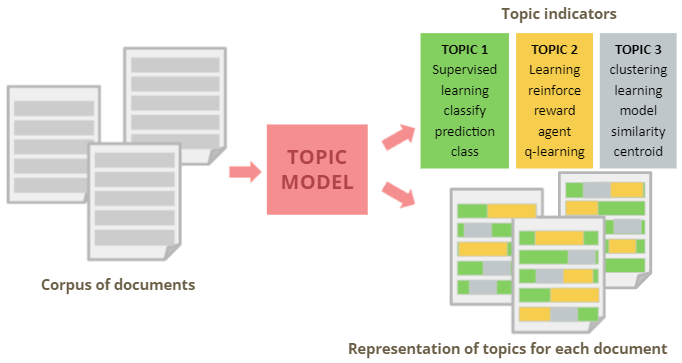 Topic indicators
TOPIC 1
Supervised
learning
classify
prediction
class
TOPIC 2
Learning
reinforce
reward
agent
q-learning
TOPIC 3
clustering
learning
model
similarity
centroid
TOPIC
MODEL
Corpus of documents
Representation of topics for each document